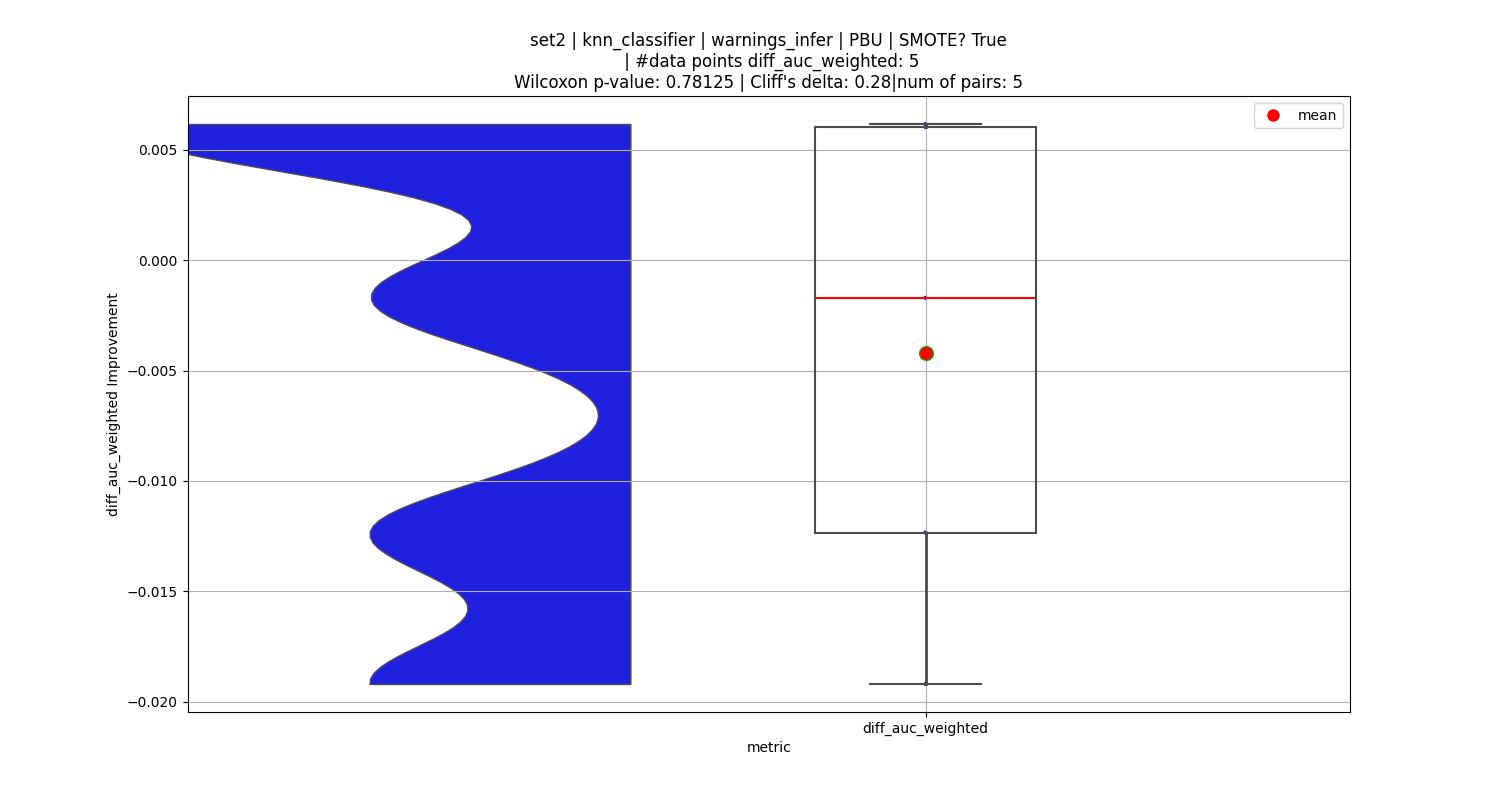 set2 | knn_classifier | warnings_infer | PBU | SMOTE? True
| #data points diff_auc_weighted: 5
Wilcoxon p-value: 0.78125 | Cliff's delta: 0.28|num of pairs: 5
mean
0.005
0.000
−0.005
−0.010
−0.015
−0.020
diff_auc_weighted Improvement
diff_auc_weighted
metric